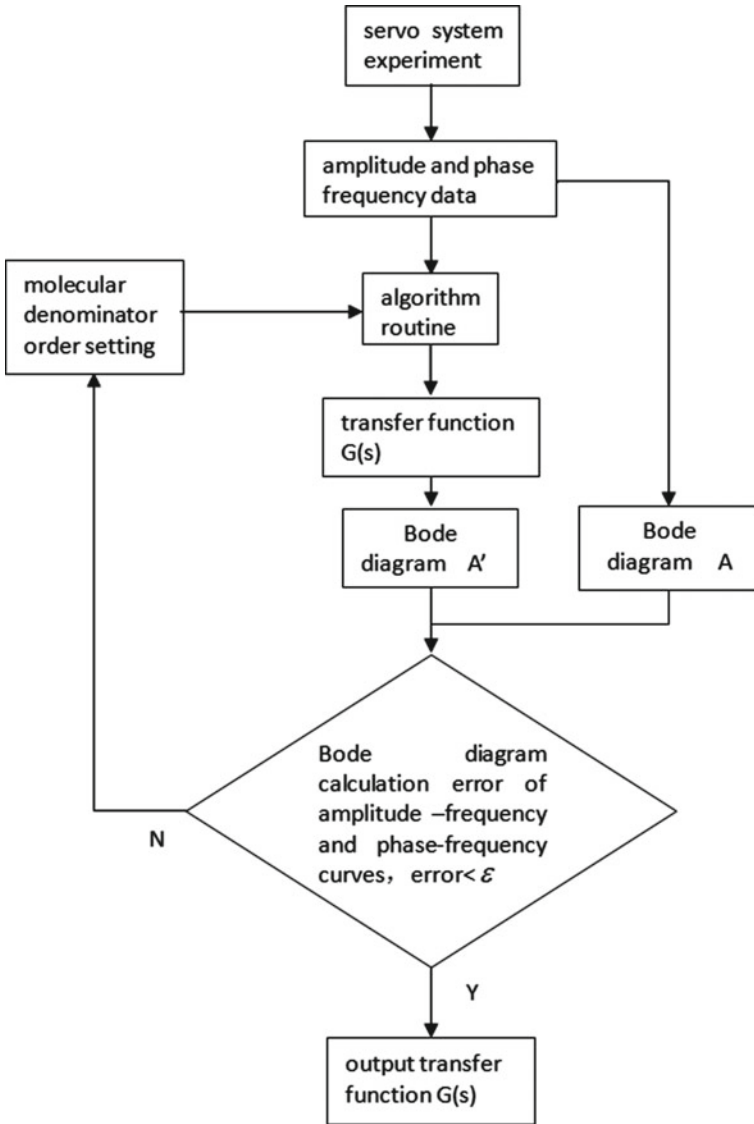 servo system
experiment
amplitude and phase
frequency data
molecular
denominator
order setting
algorithm
routine
transfer function
G(s)
Bode
diagram A'
Bode
diagram A
Bode diagram
calculation error of
amplitude –frequency
and phase-frequency
curves, error< ε
N
Y
output transfer
function G(s)